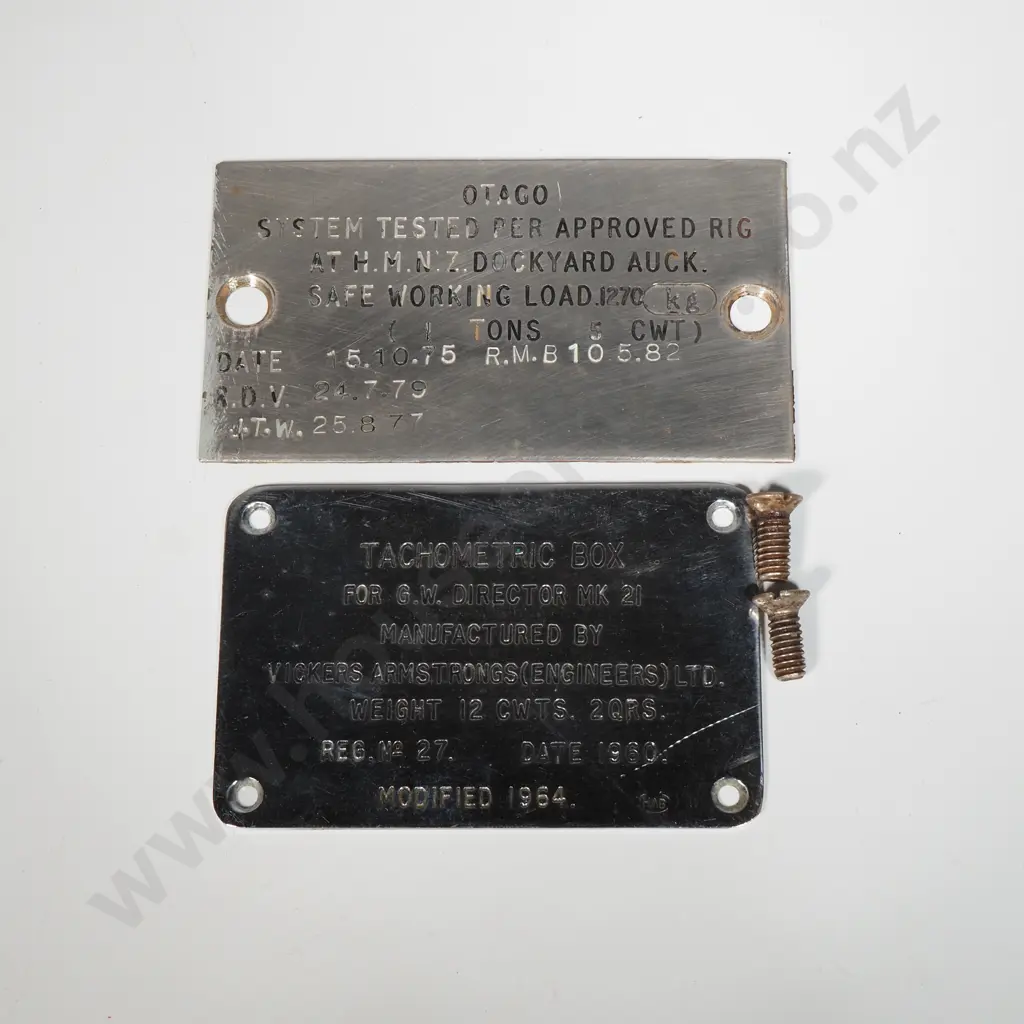 OTAGO
SYSTEM TESTED PER APPROVED RIG
AT H.M.N.Z. DOCKYARD AUCK.
SAFE WORKING LOAD.1270 kg
( 1 TONS 5 CWT)
DATE 15.10.75 R.M.B 10 5.82
R.D.V. 24.7.79
J.T.W. 25.8 77
TACHOMETRIC BOX
FOR G.W. DIRECTOR MK 21
MANUFACTURED BY
VICKERS ARMSTRONGS(ENGINEERS)LTD.
WEIGHT 12 CWTS. 2QRS.
REG.Nº 27. DATE 1960.
MODIFIED 1964.